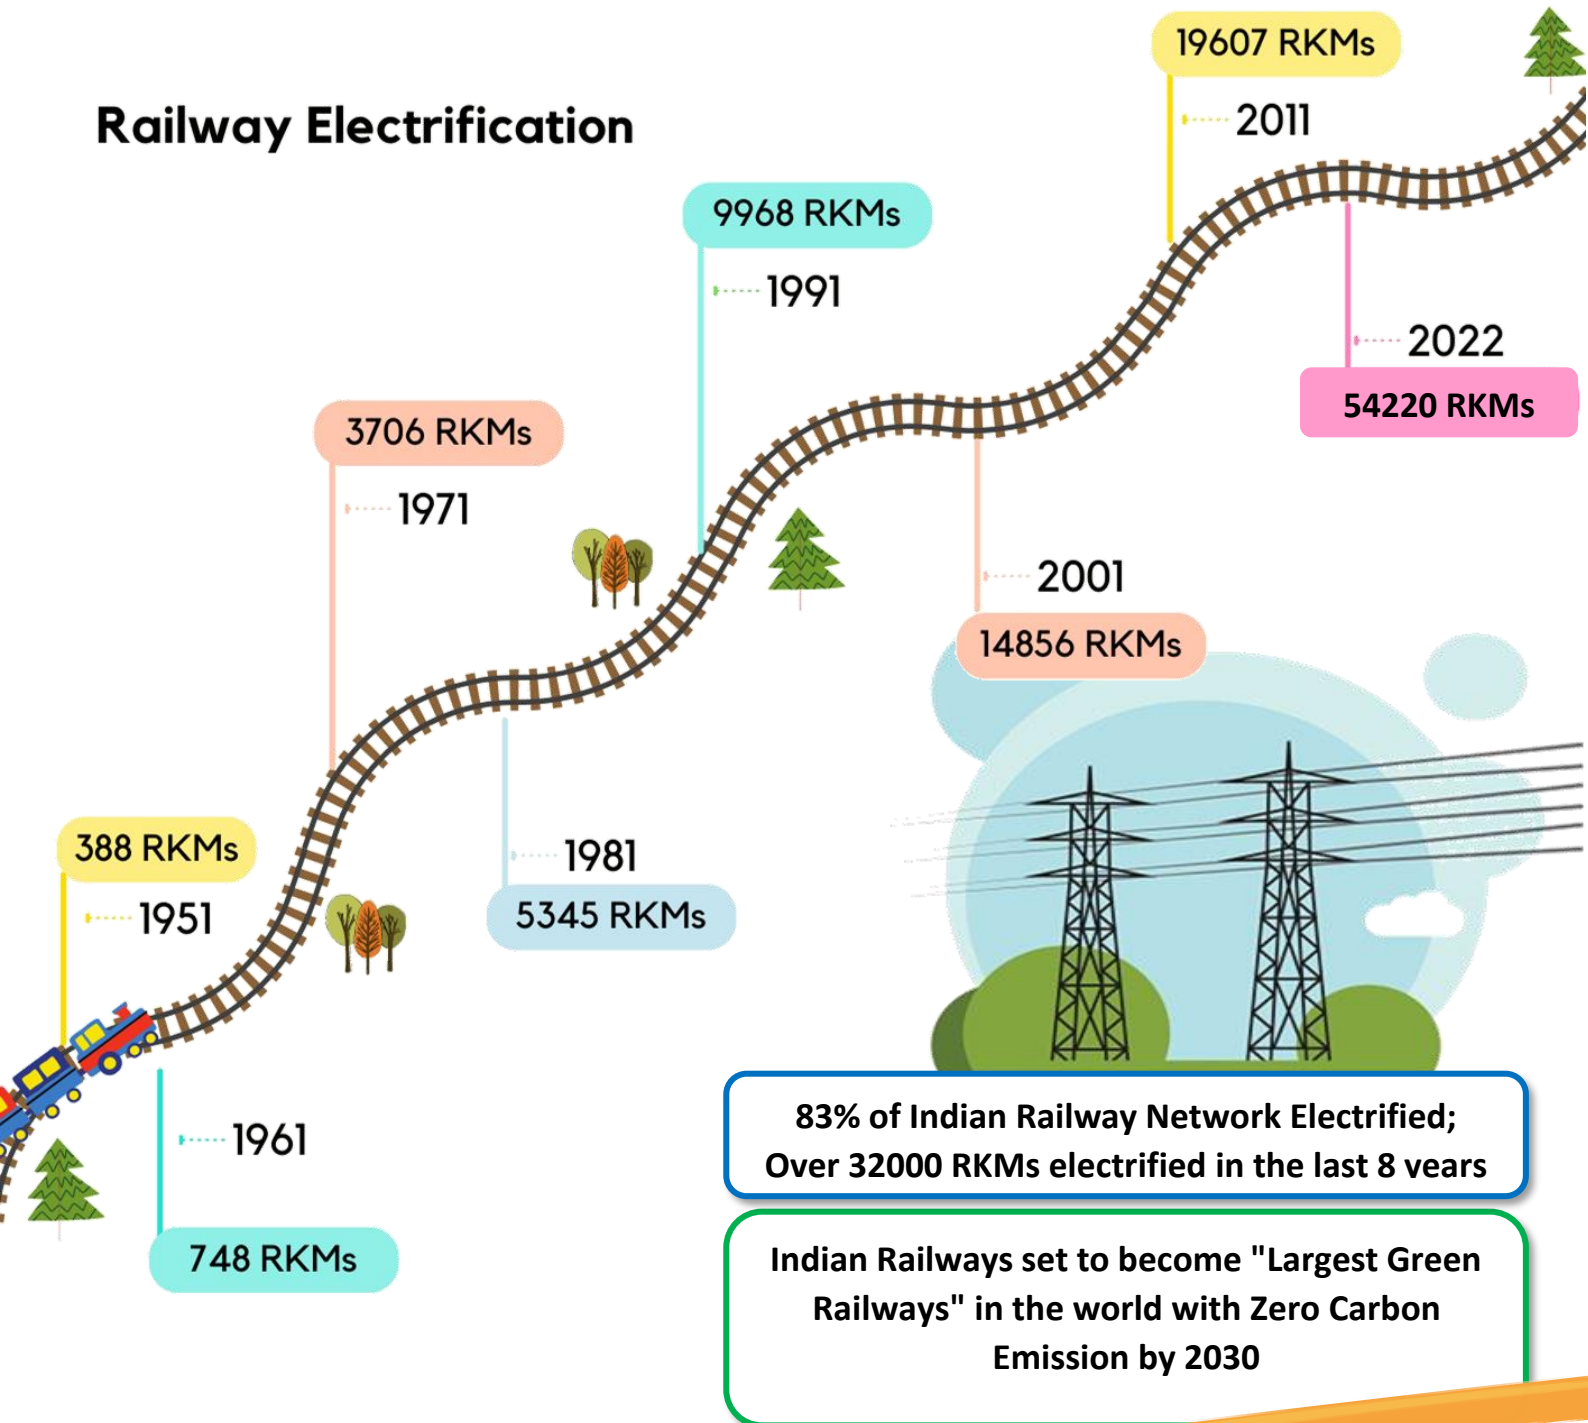 Railway Electrification
388 RKMs
1951
1961
748 RKMs
3706 RKMs
1971
1981
5345 RKMs
9968 RKMs
1991
2001
14856 RKMs
19607 RKMs
2011
2022
54220 RKMs
83% of Indian Railway Network Electrified;
Over 32000 RKMs electrified in the last 8 years
Indian Railways set to become "Largest Green
Railways" in the world with Zero Carbon
Emission by 2030